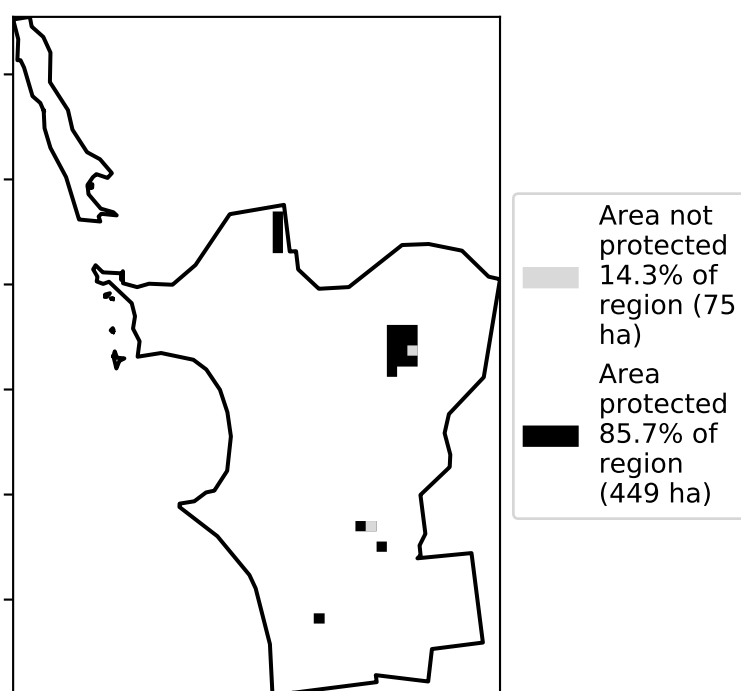 Area not
protected
14.3% of
region (75
ha)
Area
protected
85.7% of
region
(449 ha)